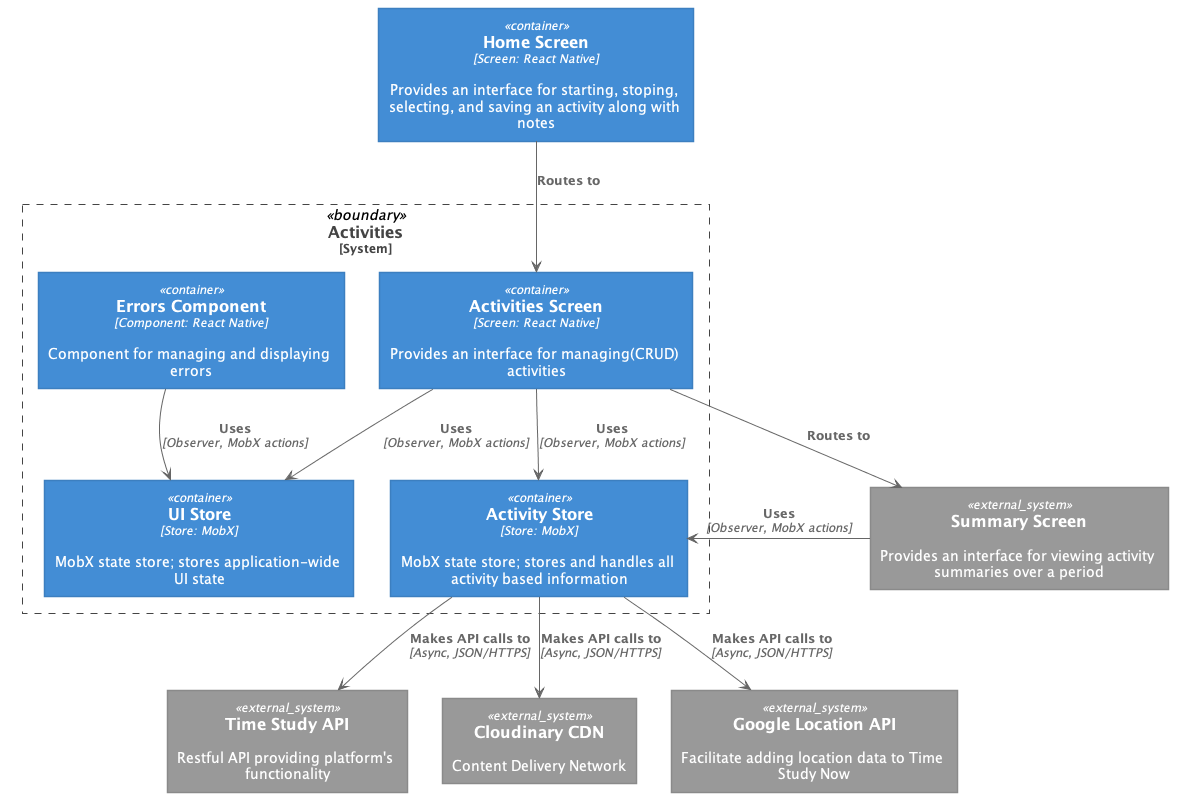 «container»
Home Screen
[Screen: React Native]
Provides an interface for starting, stoping,
selecting, and saving an activity along with
notes
Routes to
«boundary»
Activities
[System]
«container»
Errors Component
[Component: React Native]
Component for managing and displaying
errors
«container»
Activities Screen
[Screen: React Native]
Provides an interface for managing(CRUD)
activities
Uses
[Observer, MobX actions]
Uses
[Observer, MobX actions]
Uses
[Observer, MobX actions]
Routes to
«container»
UI Store
[Store: MobX]
MobX state store; stores application-wide
UI state
«container»
Activity Store
[Store: MobX]
MobX state store; stores and handles all
activity based information
Uses
[Observer, MobX actions]
«external_system»
Summary Screen
Provides an interface for viewing activity
summaries over a period
Makes API calls to
[Async, JSON/HTTPS]
Makes API calls to
[Async, JSON/HTTPS]
Makes API calls to
[Async, JSON/HTTPS]
«external_system»
Time Study API
Restful API providing platform's
functionality
«external_system»
Cloudinary CDN
Content Delivery Network
«external_system»
Google Location API
Facilitate adding location data to Time
Study Now